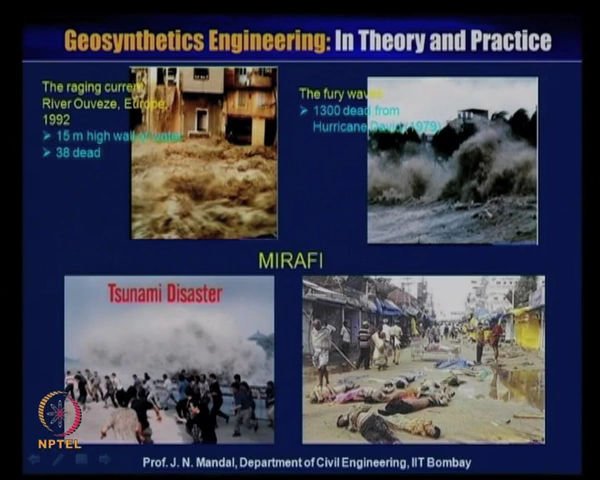 Geosynthetics Engineering: In Theory and Practice
The raging current
River Ouveze, Europe,
1992
➢ 15 m high wall of water
➢ 38 dead
The fury waves
➢ 1300 dead from
Hurricane David (1979)
MIRAFI
Tsunami Disaster
NPTEL
Prof. J. N. Mandal, Department of Civil Engineering, IIT Bombay